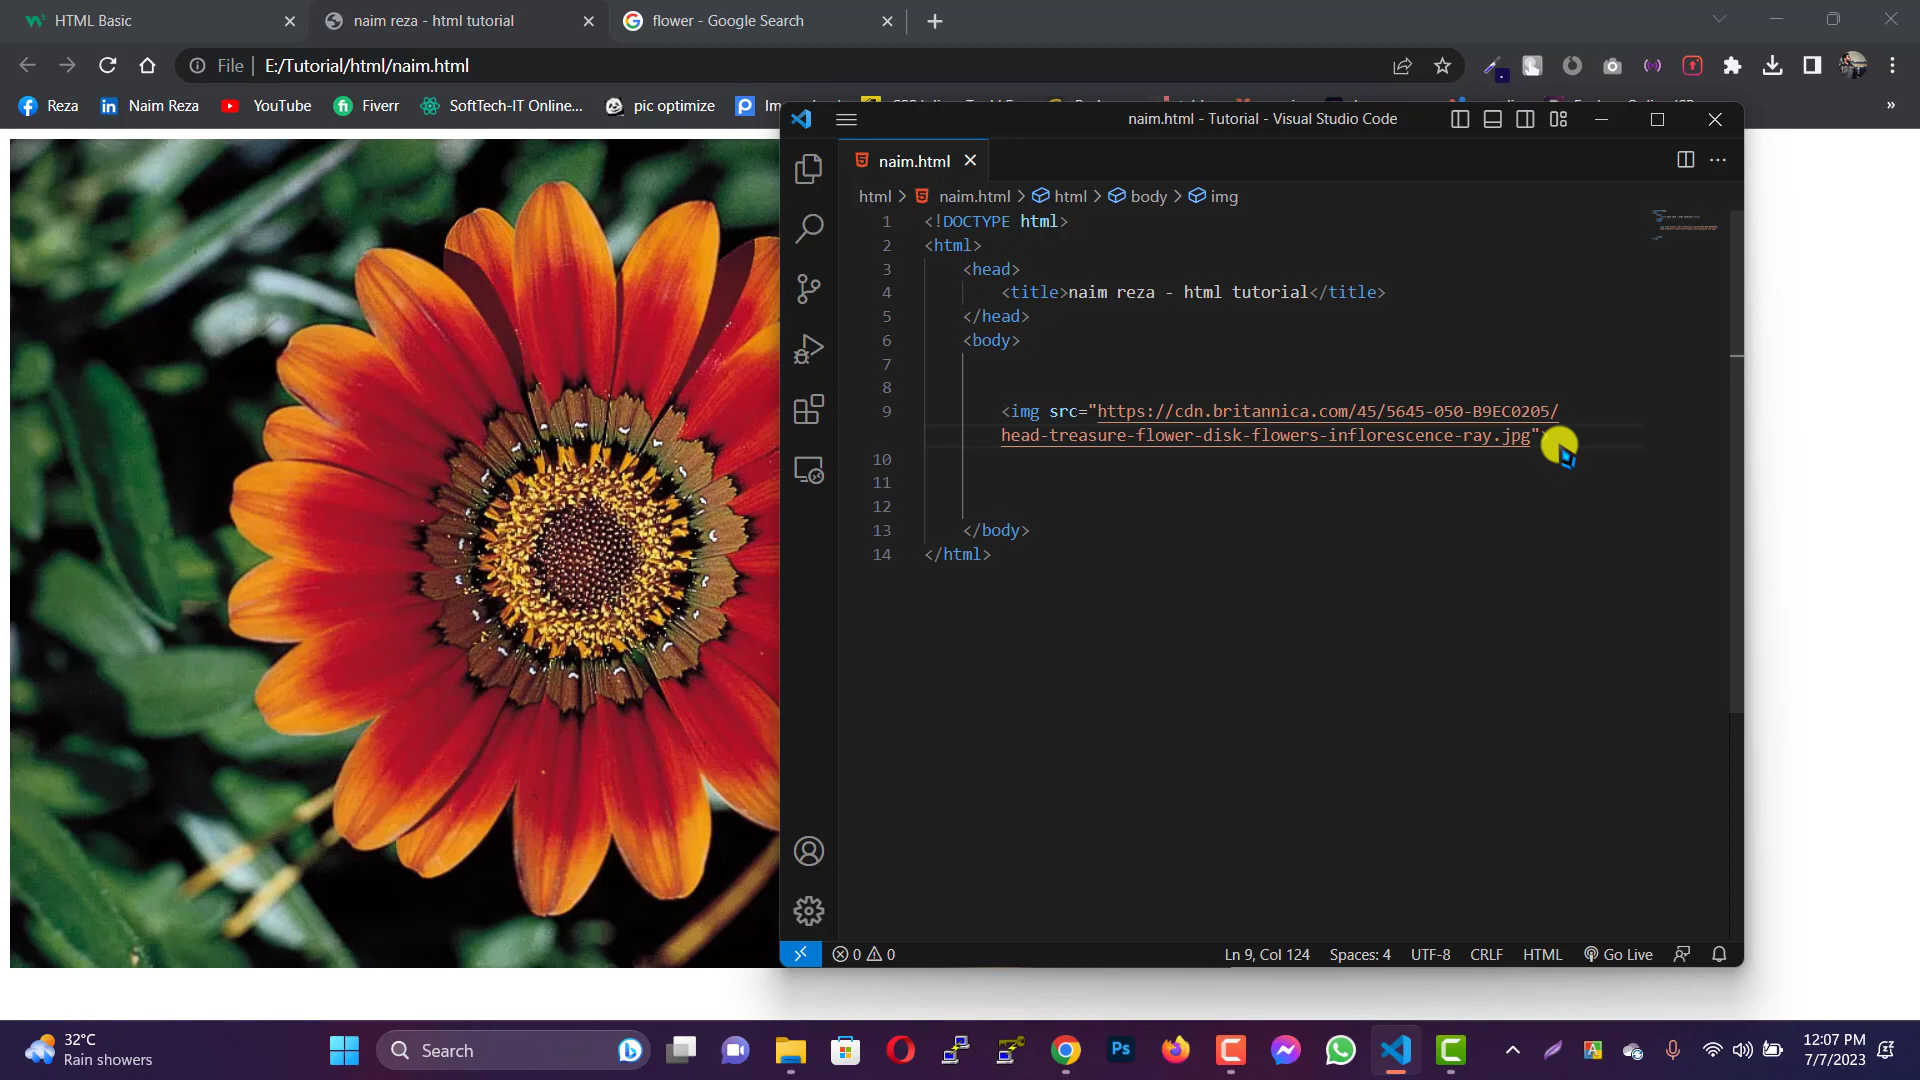 HTML Basic
naim reza - html tutorial
flower - Google Search
File
E:/Tutorial/html/naim.html
Reza
Naim Reza
YouTube
Fiverr
SoftTech-IT Online...
pic optimize
naim.html - Tutorial - Visual Studio Code
naim.html
html > naim.html > html > body > img
1 <!DOCTYPE html>
2 <html>
3 <head>
4 <title>naim reza - html tutorial</title>
5 </head>
6 <body>
7
8
9 <img src="https://cdn.britannica.com/45/5645-050-B9EC0205/
head-treasure-flower-disk-flowers-inflorescence-ray.jpg">
10
11
12
13 </body>
14 </html>
0 0
Ln 9, Col 124
Spaces: 4
UTF-8
CRLF
HTML
Go Live
32°C
Rain showers
Search
Ps
12:07 PM
7/7/2023